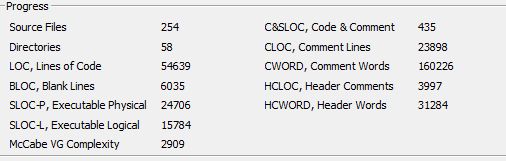 Progress
Source Files 254 C&SLOC, Code & Comment 435
Directories 58 CLOC, Comment Lines 23898
LOC, Lines of Code 54639 CWORD, Comment Words 160226
BLOC, Blank Lines 6035 HCLOC, Header Comments 3997
SLOC-P, Executable Physical 24706 HCWORD, Header Words 31284
SLOC-L, Executable Logical 15784
McCabe VG Complexity 2909